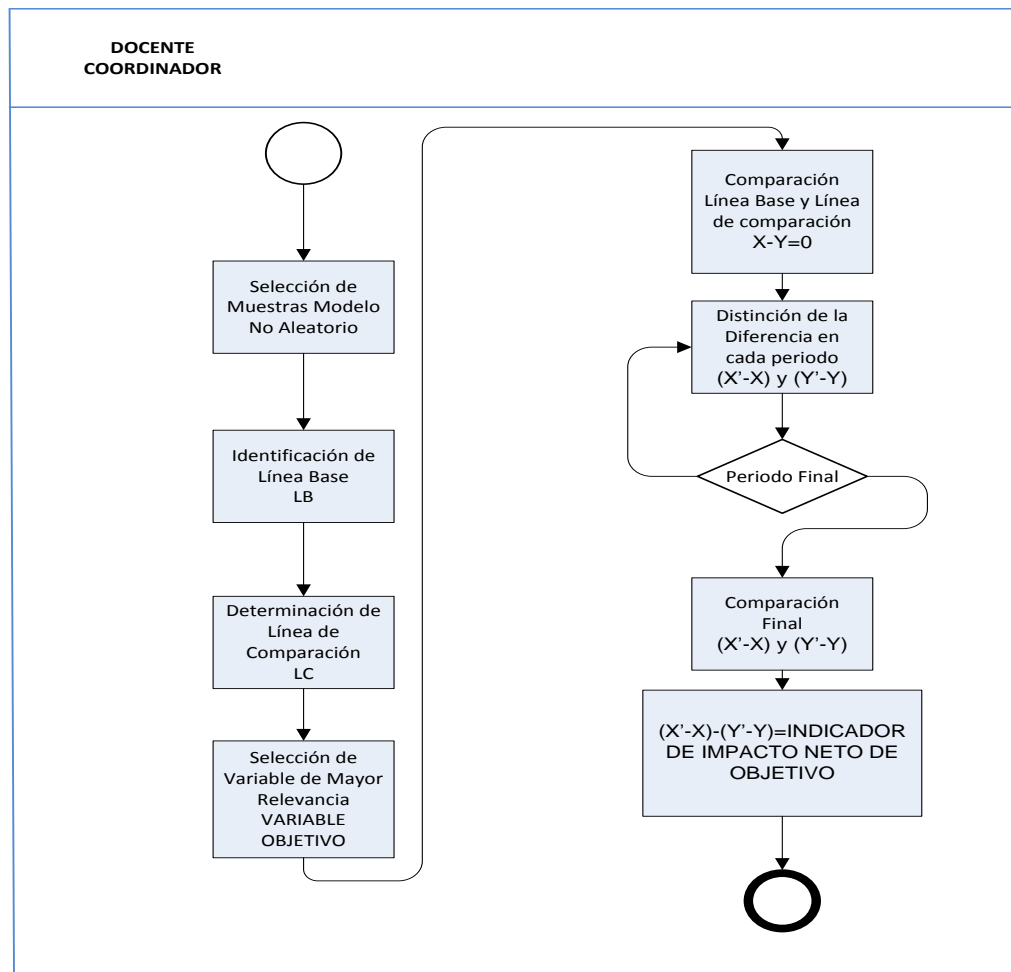 DOCENTE
COORDINADOR
Selección de
Muestras Modelo
No Aleatorio
Identificación de
Línea Base
LB
Determinación de
Línea de
Comparación
LC
Selección de
Variable de Mayor
Relevancia
VARIABLE
OBJETIVO
Comparación
Línea Base y Línea
de comparación
X-Y=0
Distinción de la
Diferencia en
cada periodo
(X’-X) y (Y’-Y)
Periodo Final
Comparación
Final
(X’-X) y (Y’-Y)
(X’-X)-(Y’-Y)=INDICADOR
DE IMPACTO NETO DE
OBJETIVO